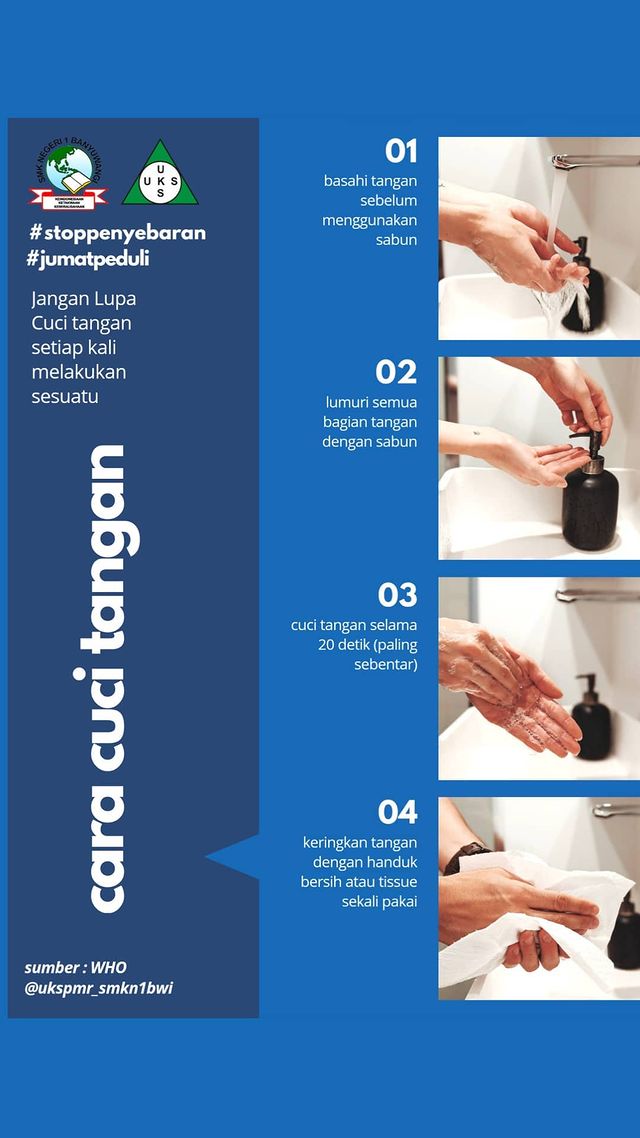 SMK NEGERI 1 BANYUWANGI
U
U K S
S
#stoppenyebaran
#jumatpeduli
Jangan Lupa
Cuci tangan
setiap kali
melakukan
sesuatu
cara cuci tangan
sumber : WHO
@ukspmr_smkn1bwi
01
basahi tangan
sebelum
menggunakan
sabun
02
lumuri semua
bagian tangan
dengan sabun
03
cuci tangan selama
20 detik (paling
sebentar)
04
keringkan tangan
dengan handuk
bersih atau tissue
sekali pakai